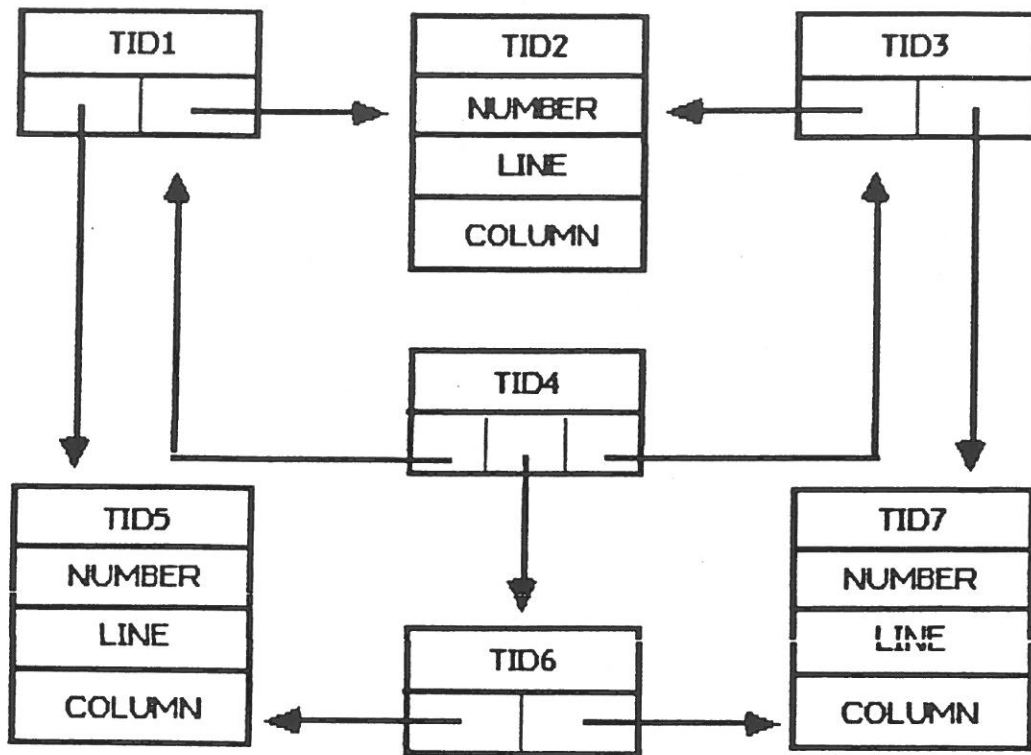 TID1
TID2
NUMBER
LINE
COLUMN
TID3
TID4
TID5
NUMBER
LINE
COLUMN
TID6
TID7
NUMBER
LINE
COLUMN